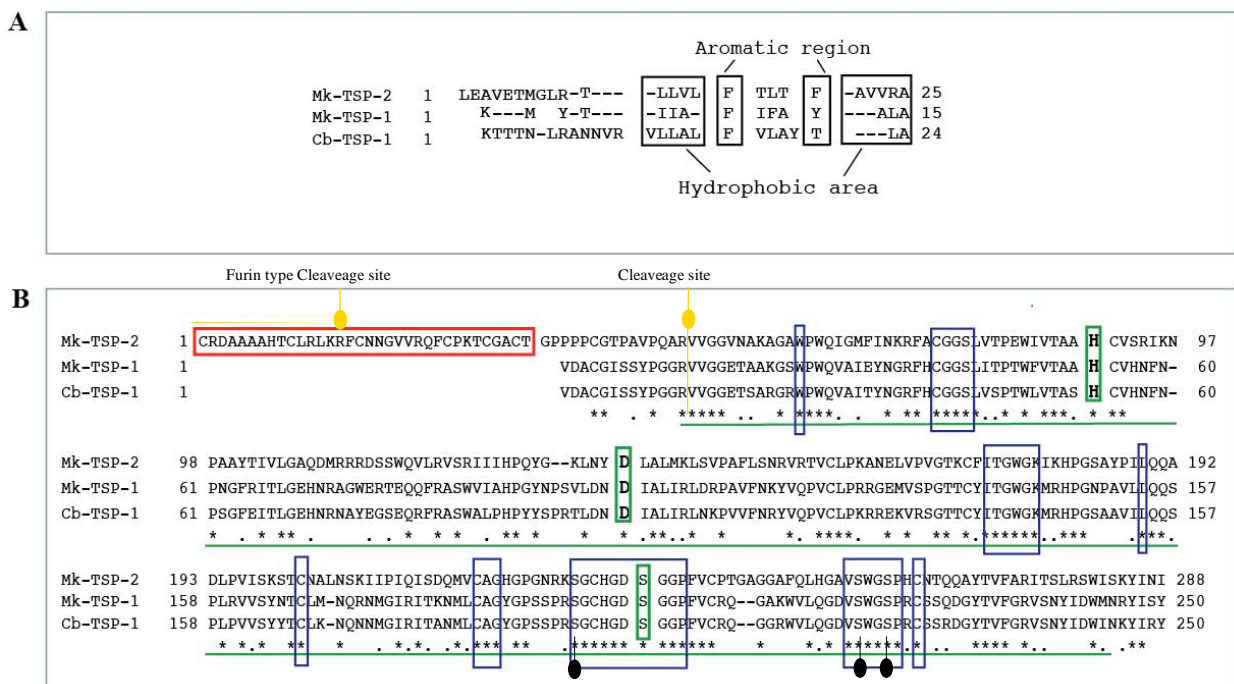 A
Aromatic region
Mk-TSP-2 1 LEAVETMGLR-T--- -LLVL F TLTF F -AVVRA 25
Mk-TSP-1 1 K---M Y-T--- -IIA- F IFA Y ---ALA 15
Cb-TSP-1 1 KTTTN-LRANNVR VLLAL F VLAY T ---LA 24
Hydrophobic area
Furin type Cleaveage site Cleavage site
B
Mk-TSP-2 1 CRDAAAAHTCLRLKRFCNNGVVRQFCPKTCGACT GPPPPCGTPAVPQARVVGGVNAKAGAWPWQIGMFINKRFACGGSLVTPEWIVTAA H CVSRIKN 97
Mk-TSP-1 1 VDACGISSYPGGRVVGGETAAKGSWPWQVAIEYNGRFHCGGSLITPTWFVTAA H CVHNFN- 60
Cb-TSP-1 1 VDACGISSYPGGRVVGGETSARGRWPWQVAITYNGRFHCGGSLVSPTWLVTAS H CVHNFN- 60
** . * ***** .. . *.***. . ** * ***** . * *. *** . * **
Mk-TSP-2 98 PAAYTIVLGAQDMRRRDSSWQVLRVSRIIIHPQYG--KLNY D LALMKLSVPAFLSNRVRTVCLPKANELVPVGTKCFITGWGKIKHPGSAYPILQQA 192
Mk-TSP-1 61 PNGFRITLGEHNRAGWERTEQQFRASWVIAHPGYNPSVLDN D IALIRLDRPAVFNKYVQPVCLPRRGEMVSPGTTCYITGWGKMRHPGNPAVLLQQS 157
Cb-TSP-1 61 PSGFEITLGEHNRNAYEGSEQRFRASWALPHPYYSPRTLDN D IALIRLNKPVVFNRYVQPVCLPKRREKVRSGTTCYITGWGKMRHPGSAAVILQQS 157
Mk-TSP-2 193 DLPVISKSTCNALNSKIIPIQISDQMVCAGHGPGNRKSGCHGD S GGPFVCPTGAGGAFQLHGAVSWGSPHCNTQQAYTVFARITSLRSWISKYINI 288
Mk-TSP-1 158 PLRVVSYNTCLM-NQRNMGIRITKNMLCAGYGPSSPRSGCHGD S GGPFVCRQ--GAKWVLQGDVSWGSPRCSSQDGYTVFGRVSNYIDWMNRYISY 250
Cb-TSP-1 158 PLPVVSYYTCLK-NQNNMGIRITANMLCAGYGPSSPRSGCHGD S GGPFVCRQ--GGRWVLQGDVSWGSPRCSSRDGYTVFGRVSNYIDWINKYIRY 250